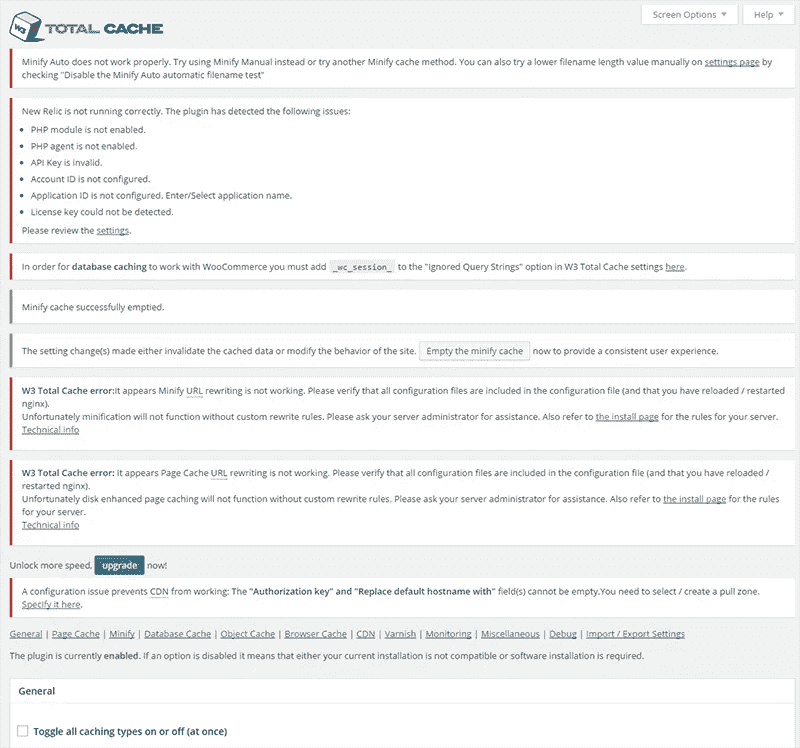 Screen Options ▼ Help ▼
W3 TOTAL CACHE
Minify Auto does not work properly. Try using Minify Manual instead or try another Minify cache method. You can also try a lower filename length value manually on settings page by
checking "Disable the Minify Auto automatic filename test"
New Relic is not running correctly. The plugin has detected the following issues:
• PHP module is not enabled.
• PHP agent is not enabled.
• API Key is invalid.
• Account ID is not configured.
• Application ID is not configured. Enter/Select application name.
• License key could not be detected.
Please review the settings.
In order for database caching to work with WooCommerce you must add _wc_session_ to the "Ignored Query Strings" option in W3 Total Cache settings here.
Minify cache successfully emptied.
The setting change(s) made either invalidate the cached data or modify the behavior of the site. Empty the minify cache now to provide a consistent user experience.
W3 Total Cache error:It appears Minify URL rewriting is not working. Please verify that all configuration files are included in the configuration file (and that you have reloaded / restarted
nginx).
Unfortunately minification will not function without custom rewrite rules. Please ask your server administrator for assistance. Also refer to the install page for the rules for your server.
Technical info
W3 Total Cache error: It appears Page Cache URL rewriting is not working. Please verify that all configuration files are included in the configuration file (and that you have reloaded /
restarted nginx).
Unfortunately disk enhanced page caching will not function without custom rewrite rules. Please ask your server administrator for assistance. Also refer to the install page for the rules
for your server.
Technical info
Unlock more speed, upgrade now!
A configuration issue prevents CDN from working: The "Authorization key" and "Replace default hostname with" field(s) cannot be empty.You need to select / create a pull zone.
Specify it here.
General | Page Cache | Minify | Database Cache | Object Cache | Browser Cache | CDN | Varnish | Monitoring | Miscellaneous | Debug | Import / Export Settings
The plugin is currently enabled. If an option is disabled it means that either your current installation is not compatible or software installation is required.
General
Toggle all caching types on or off (at once)